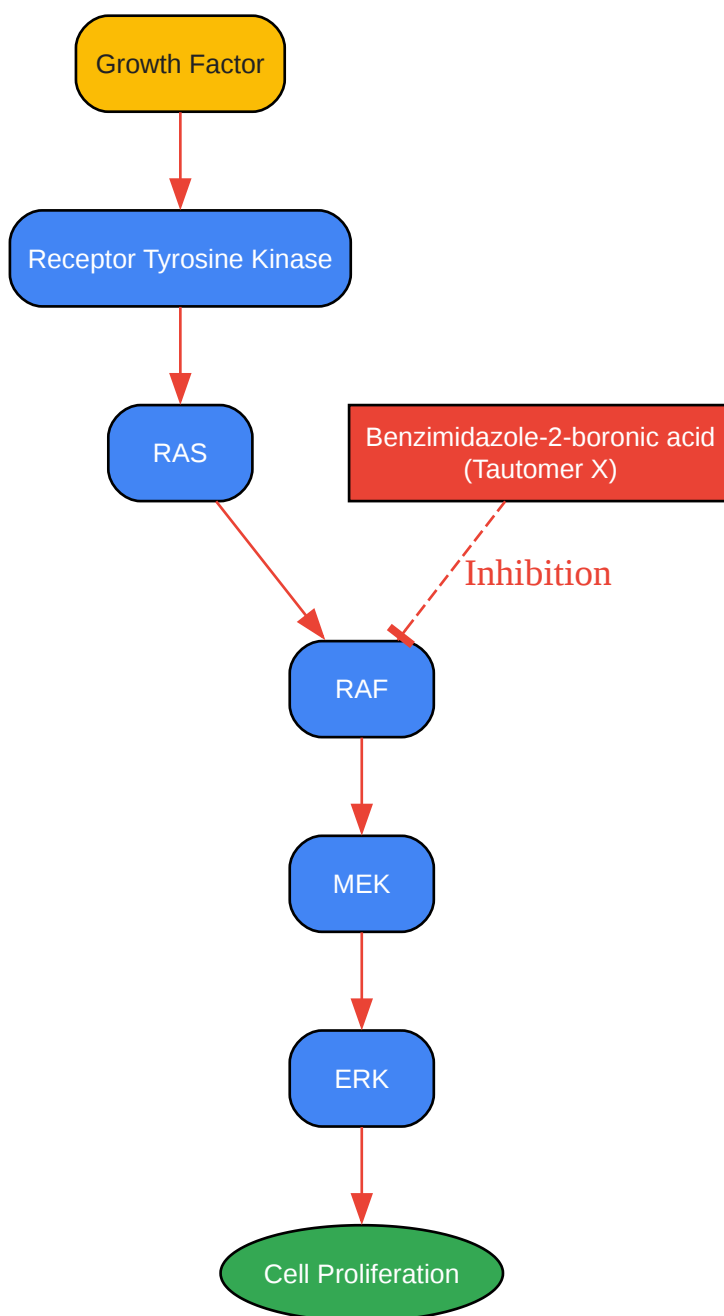 Growth Factor
Receptor Tyrosine Kinase
RAS
Benzimidazole-2-boronic acid
(Tautomer X)
Inhibition
RAF
MEK
ERK
Cell Proliferation